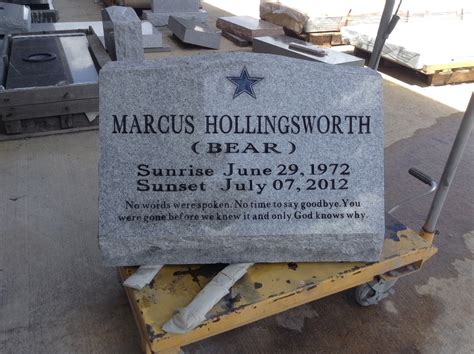 MARCUS HOLLINGSWORTH
(BEAR)
Sunrise June 29, 1972
Sunset July 07, 2012
No words were spoken. No time to say goodbye. You
were gone before we knew it and only God knows why.